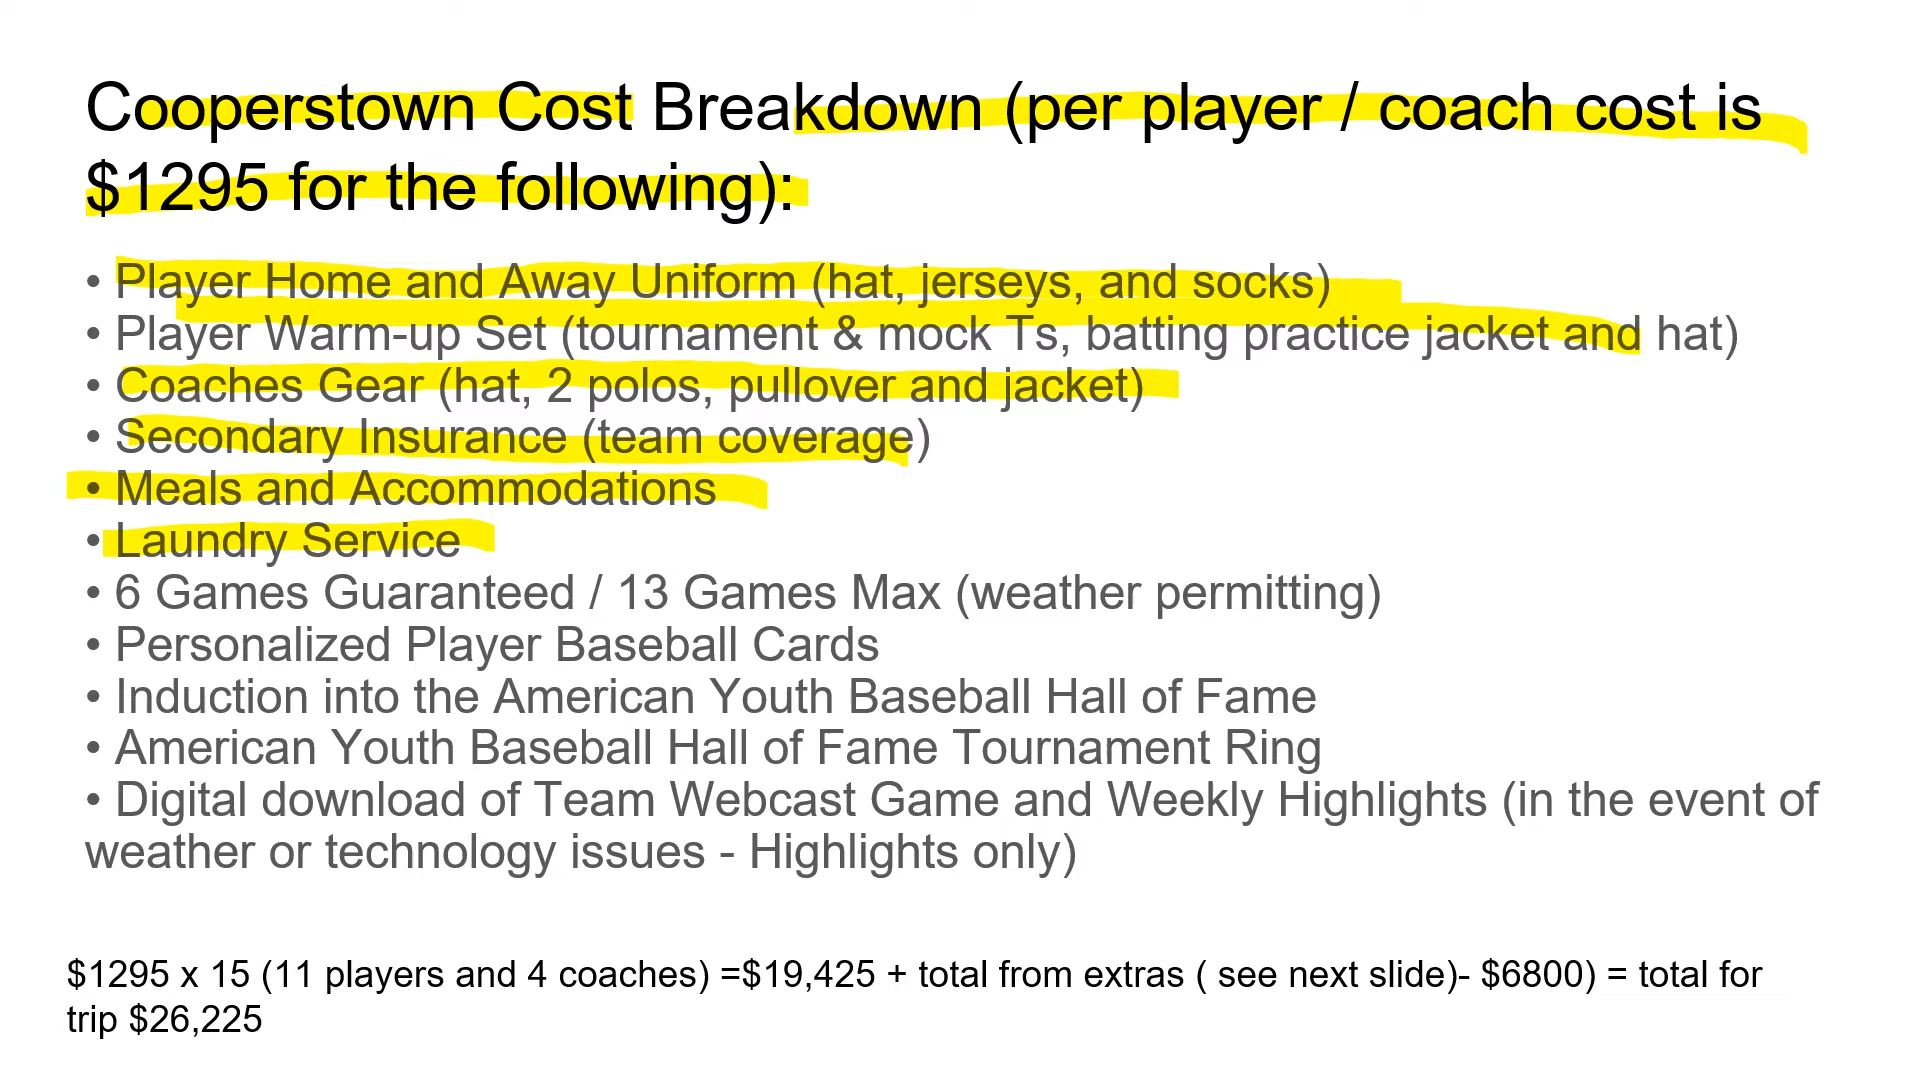 Cooperstown Cost Breakdown (per player / coach cost is
$1295 for the following):
• Player Home and Away Uniform (hat, jerseys, and socks)
• Player Warm-up Set (tournament & mock Ts, batting practice jacket and hat)
• Coaches Gear (hat, 2 polos, pullover and jacket)
• Secondary Insurance (team coverage)
• Meals and Accommodations
• Laundry Service
• 6 Games Guaranteed / 13 Games Max (weather permitting)
• Personalized Player Baseball Cards
• Induction into the American Youth Baseball Hall of Fame
• American Youth Baseball Hall of Fame Tournament Ring
• Digital download of Team Webcast Game and Weekly Highlights (in the event of
weather or technology issues - Highlights only)
$1295 x 15 (11 players and 4 coaches) =$19,425 + total from extras ( see next slide)- $6800) = total for
trip $26,225